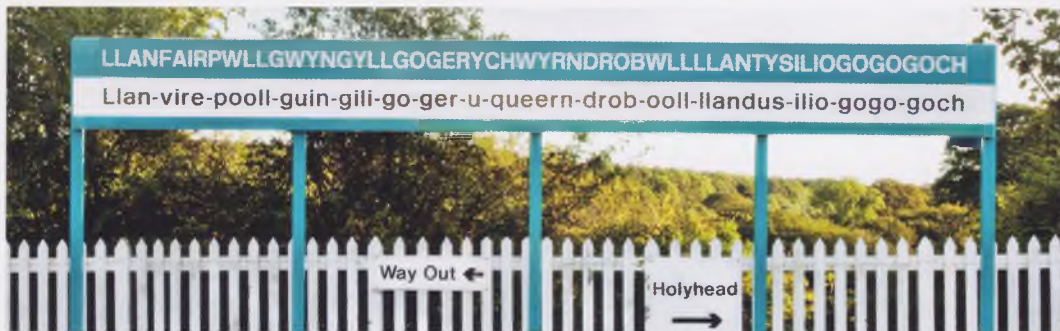 LLANFAIRPWLLGWYNGYLLGOGERYCHWYRNDROBWLLLLANTYSILIOGOGOGOCH
Llan-vire-pooll-guin-gili-go-ger-u-queern-drob-ooll-llandus-ilio-gogo-goch
Way Out ←
Holyhead
→